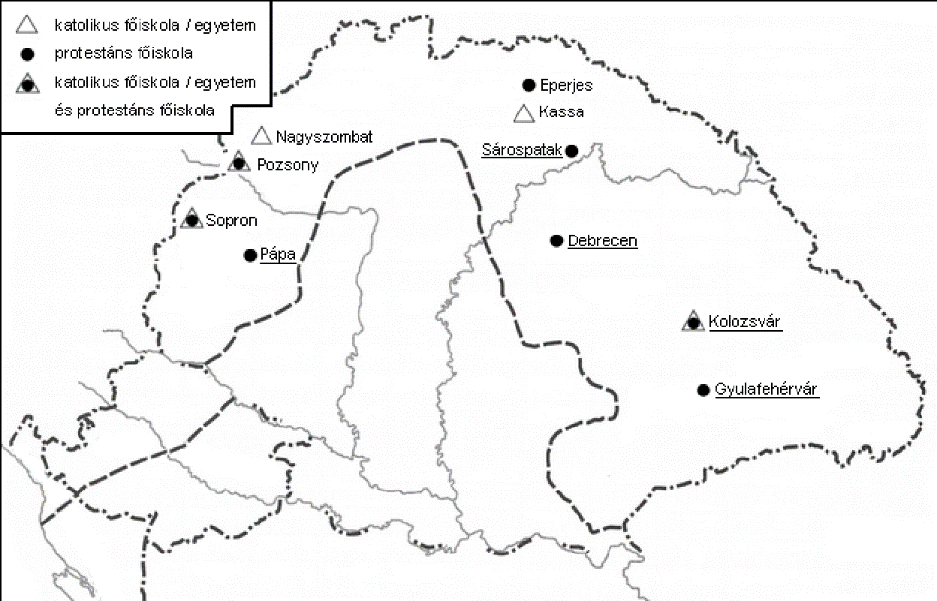 katolikus főiskola / egyetem
protestáns főiskola
katolikus főiskola / egyetem
és protestáns főiskola
Eperjes
Kassa
Nagyszombat
Sárospatak
Pozsony
Sopron
Debrecen
Pápa
Kolozsvár
Gyulafehérvár